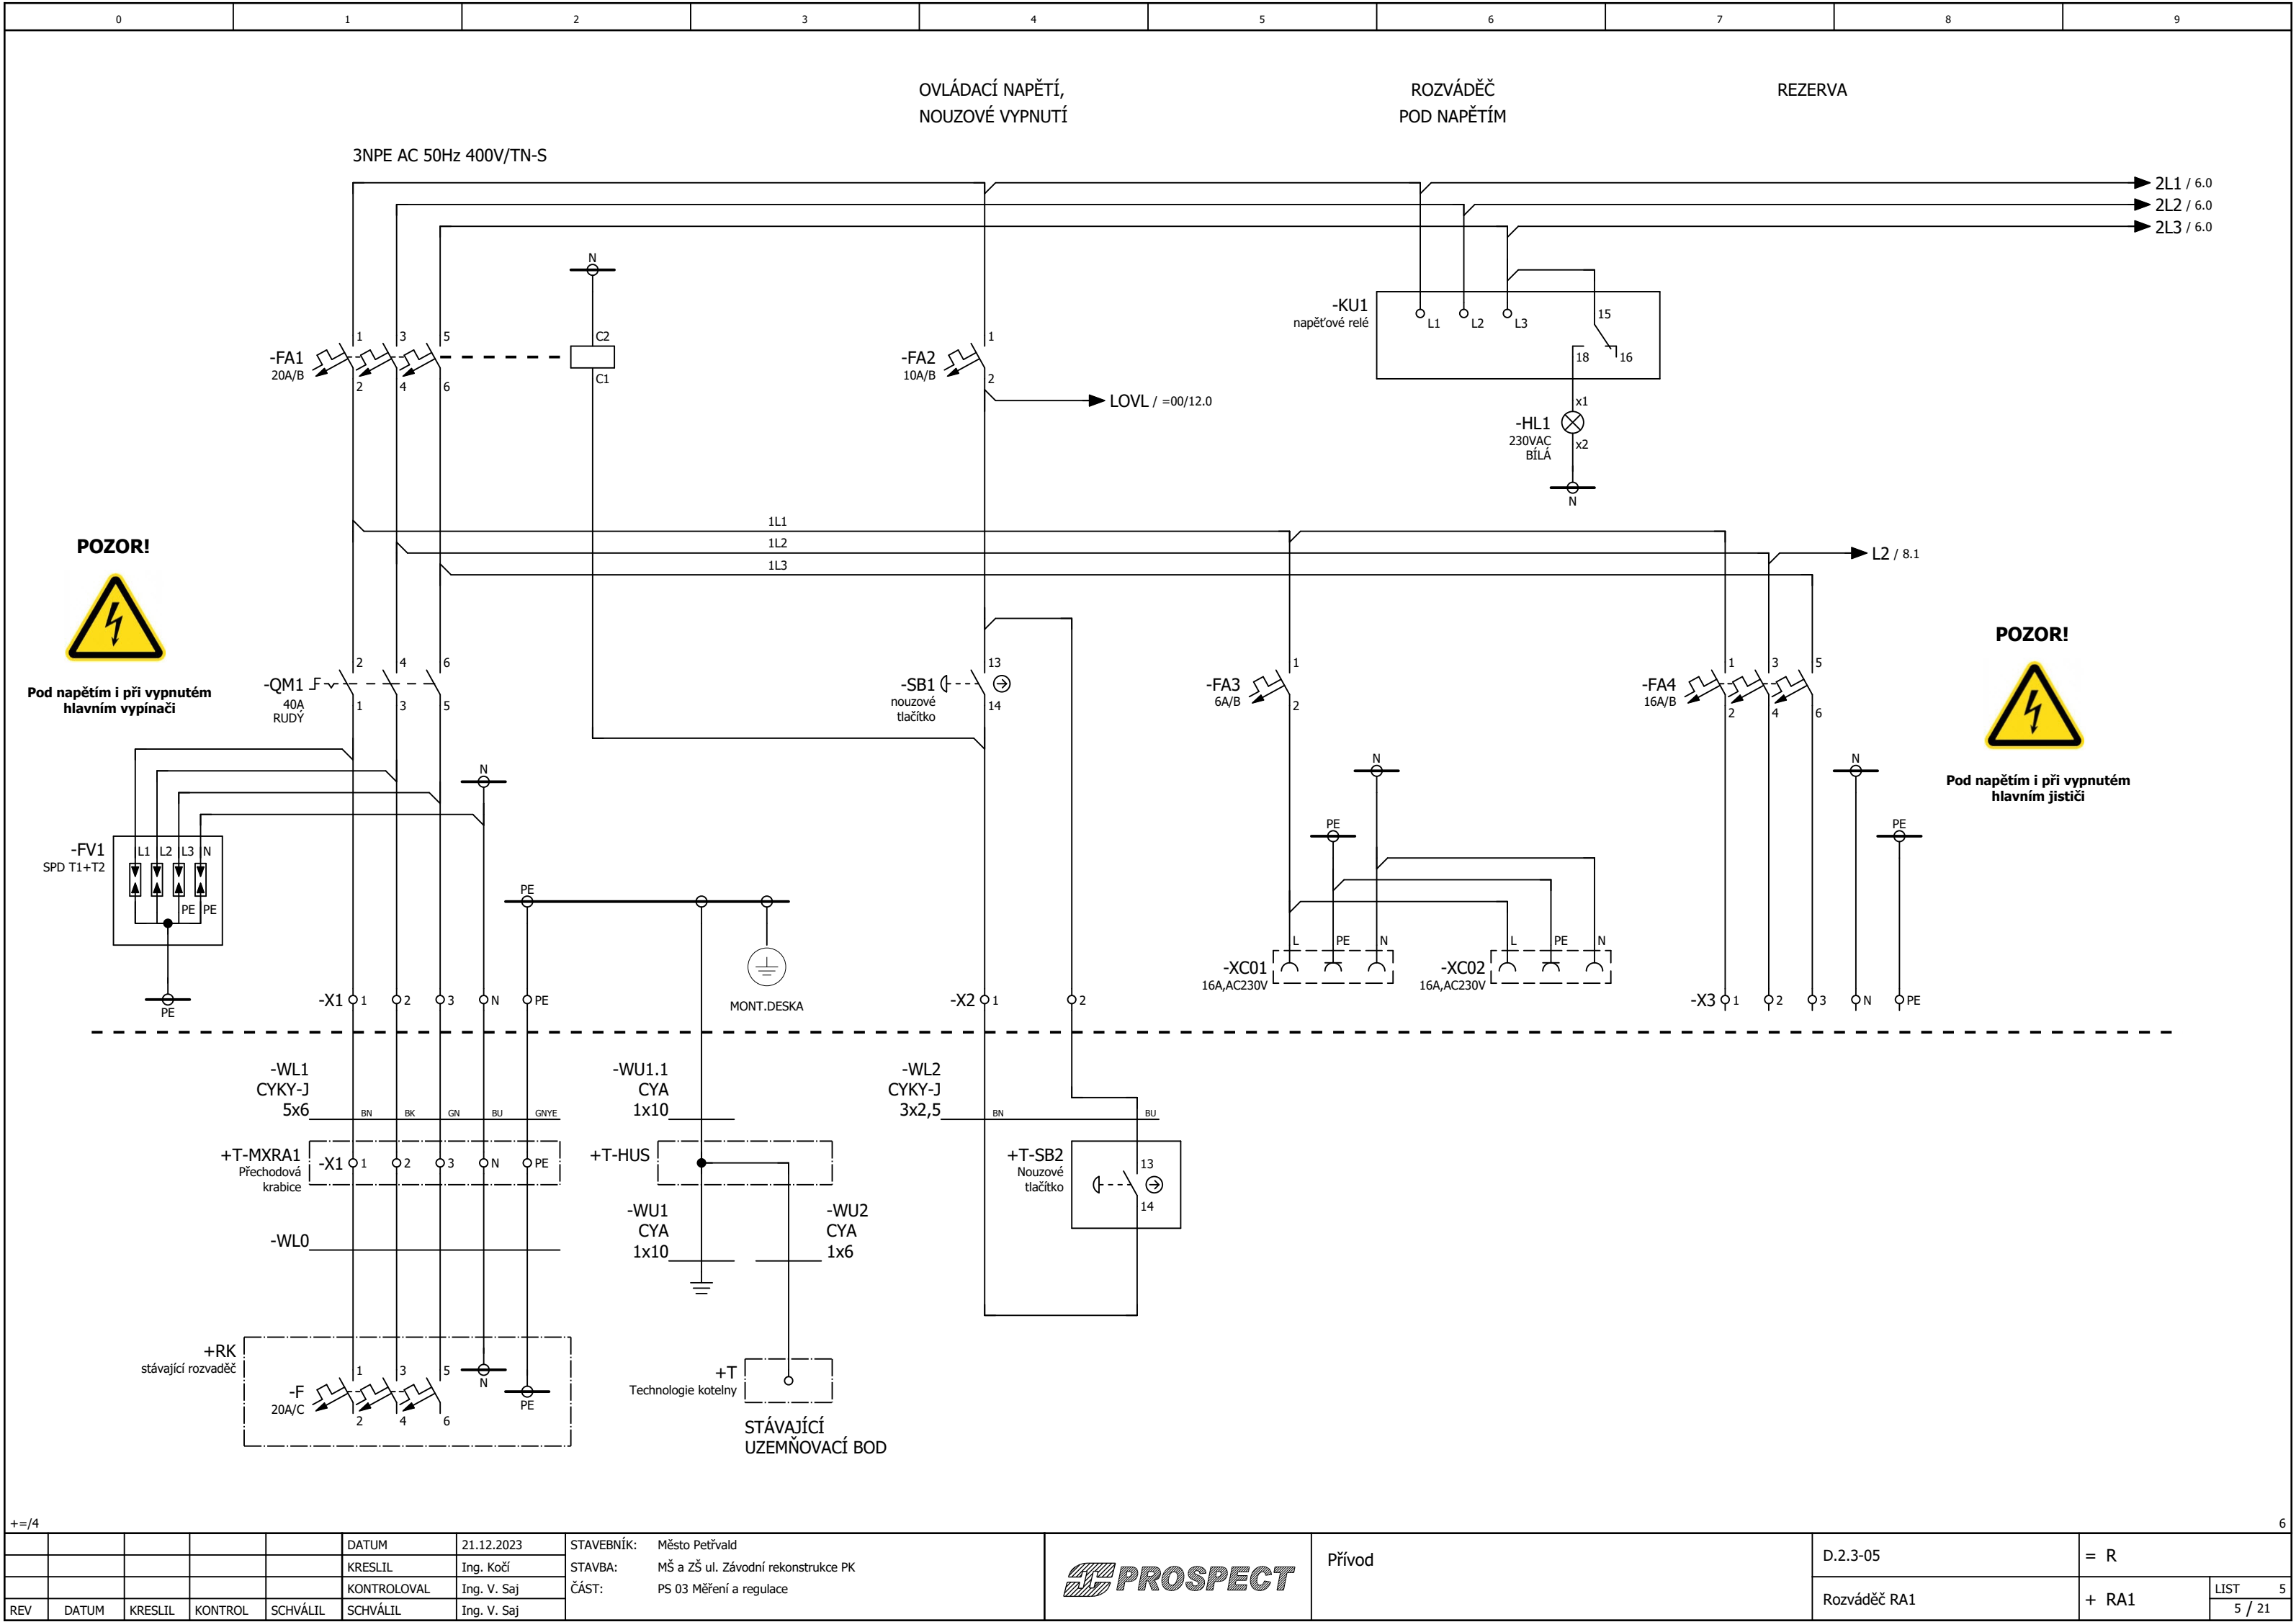 0 1 2 3 4 5 6 7 8 9
OVLÁDACÍ NAPĚTÍ,
NOUZOVÉ VYPNUTÍ
ROZVÁDĚČ
POD NAPĚTÍM
REZERVA
3NPE AC 50Hz 400V/TN-S
2L1 / 6.0
2L2 / 6.0
2L3 / 6.0
N
C2
C1
-FA1
20A/B
1 3 5
2 4 6
-FA2
10A/B
1
2
LOVL / =00/12.0
-KU1
napěťové relé
L1 L2 L3
15
18 16
x1
-HL1
230VAC
BÍLÁ
x2
N
1L1
1L2
1L3
L2 / 8.1
POZOR!
Pod napětím i při vypnutém
hlavním vypínači
-QM1
40A
RUDÝ
2 4 6
1 3 5
-SB1
nouzové
tlačítko
13
14
-FA3
6A/B
1
2
-FA4
16A/B
1 3 5
2 4 6
POZOR!
Pod napětím i při vypnutém
hlavním jističi
N
-FV1
SPD T1+T2
L1 L2 L3 N
PE PE
PE
PE
MONT.DESKA
N
PE
L PE N
-XC01
16A,AC230V
L PE N
-XC02
16A,AC230V
N
PE
-X1 1 2 3 N PE
-X2 1 2
-X3 1 2 3 N PE
-WL1
CYKY-J
5x6
BN BK GN BU GNYE
-WU1.1
CYA
1x10
-WL2
CYKY-J
3x2,5
BN BU
+T-MXRA1
Přechodová
krabice
-X1 1 2 3 N PE
+T-HUS
+T-SB2
Nouzové
tlačítko
13
14
-WL0
-WU1
CYA
1x10
-WU2
CYA
1x6
+RK
stávající rozvaděč
-F
20A/C
1 3 5
2 4 6
N
PE
+T
Technologie kotelny
STÁVAJÍCÍ
UZEMŇOVACÍ BOD
+=/4
6
DATUM 21.12.2023
KRESLIL Ing. Kočí
KONTROLOVAL Ing. V. Saj
REV DATUM KRESLIL KONTROL SCHVÁLIL SCHVÁLIL Ing. V. Saj
STAVEBNÍK: Město Petřvald
STAVBA: MŠ a ZŠ ul. Závodní rekonstrukce PK
ČÁST: PS 03 Měření a regulace
PROSPECT
Přívod
D.2.3-05
= R
Rozváděč RA1
+ RA1
LIST 5
5 / 21